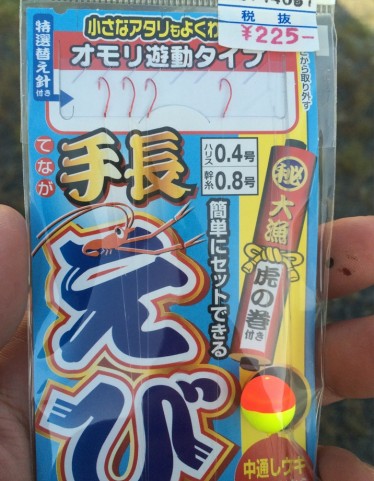 税抜
¥225-
小さなアタリもよくわ
オモリ遊動タイプ
特選替え針付き
から取り外す
ハリス0.4号
幹糸0.8号
てなが
手長
えび
簡単にセットできる
㊙
大漁
虎の巻付き
中通しウキ